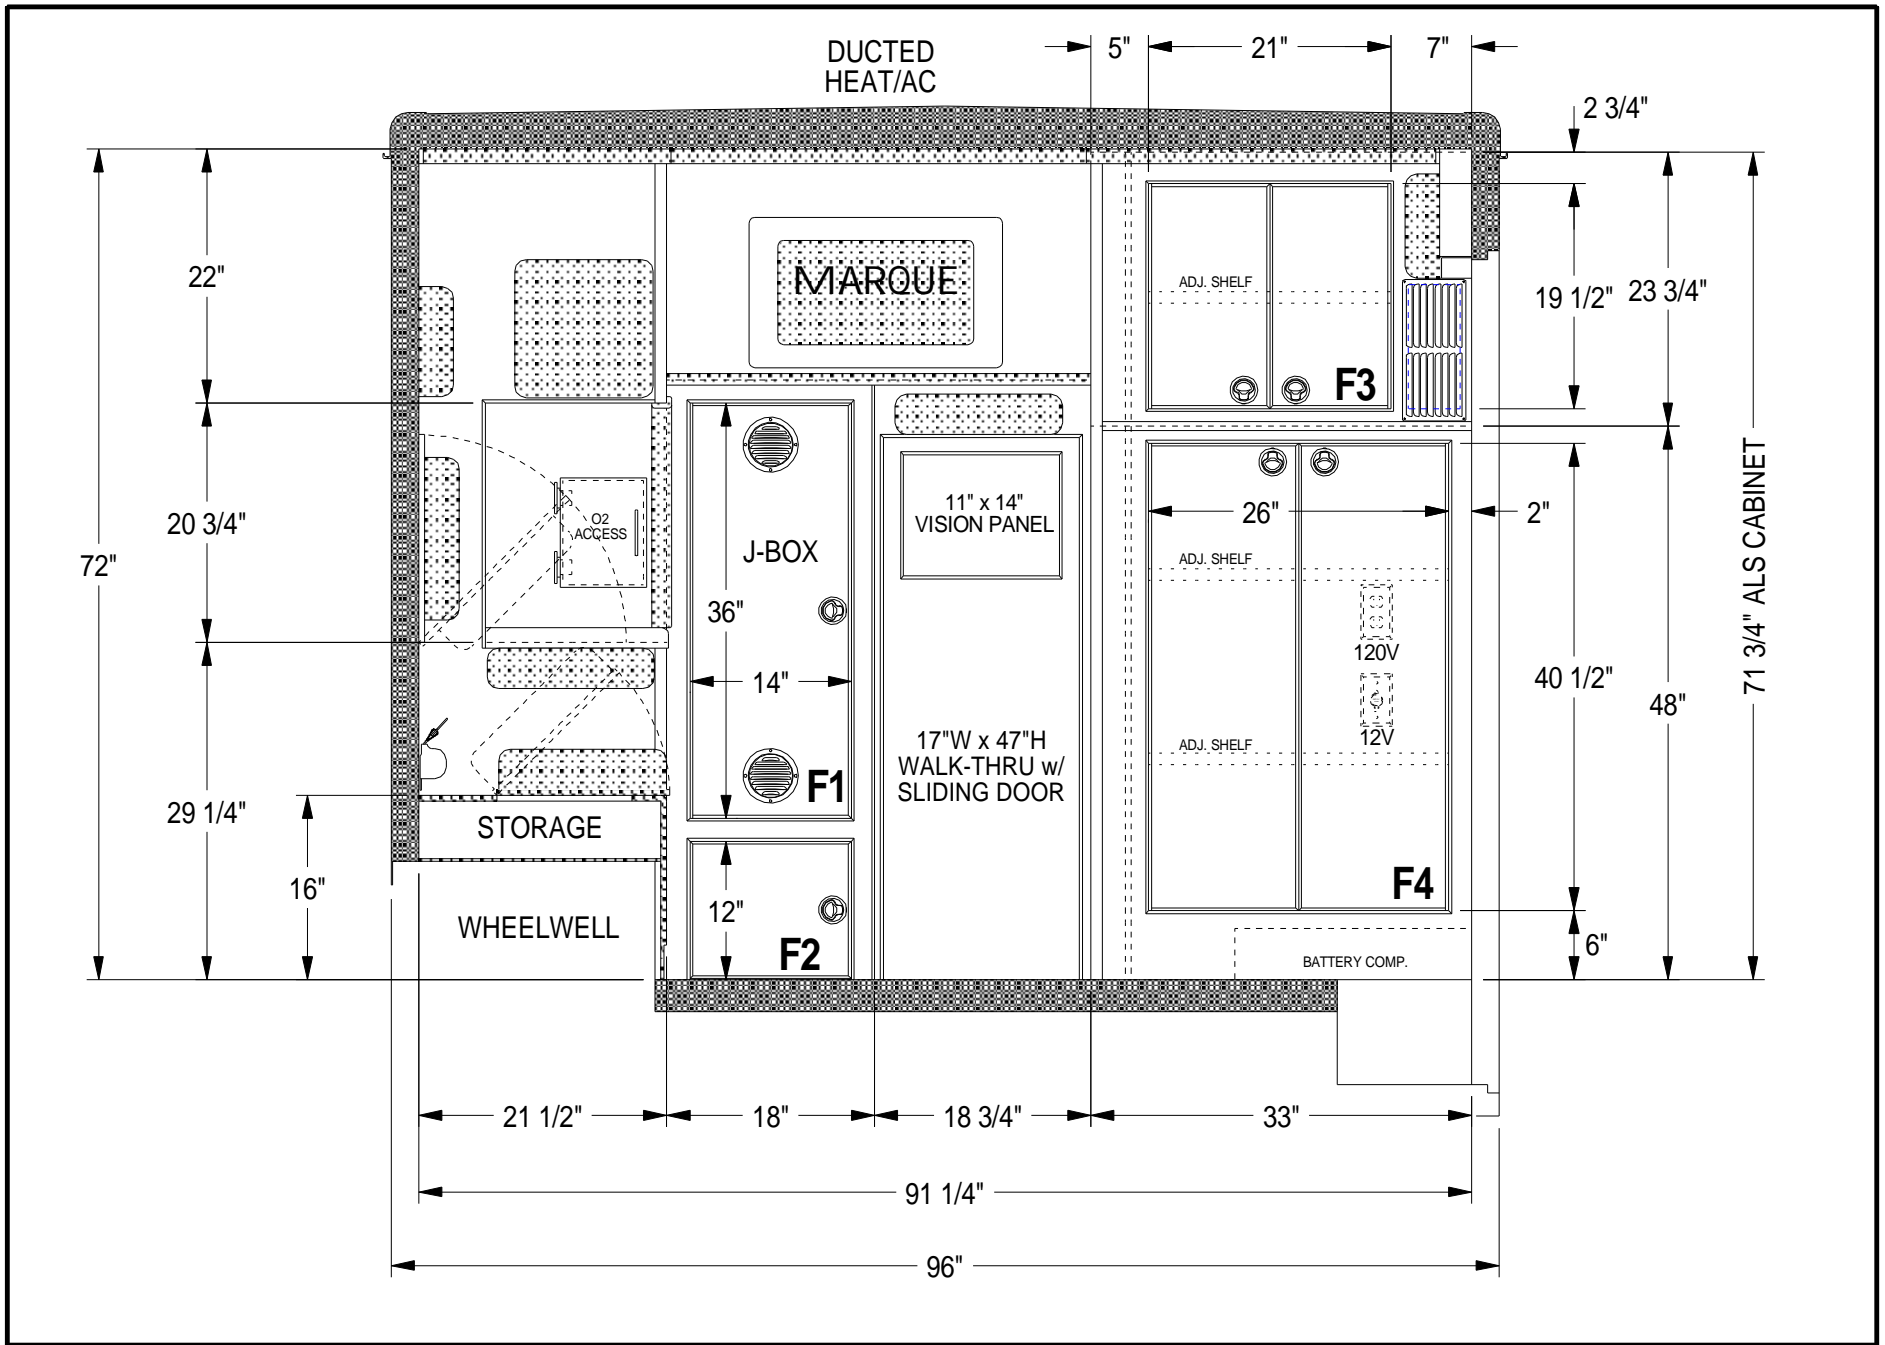 DUCTED
HEAT/AC
5"
21"
7"
2 3/4"
22"
MARQUE
ADJ. SHELF
19 1/2"
23 3/4"
F3
20 3/4"
72"
O2
ACCESS
11" x 14"
VISION PANEL
J-BOX
26"
2"
ADJ. SHELF
36"
14"
120V
12V
40 1/2"
48"
71 3/4" ALS CABINET
17"W x 47"H
WALK-THRU w/
SLIDING DOOR
ADJ. SHELF
F1
29 1/4"
STORAGE
16"
WHEELWELL
12"
F2
F4
6"
BATTERY COMP.
21 1/2"
18"
18 3/4"
33"
91 1/4"
96"